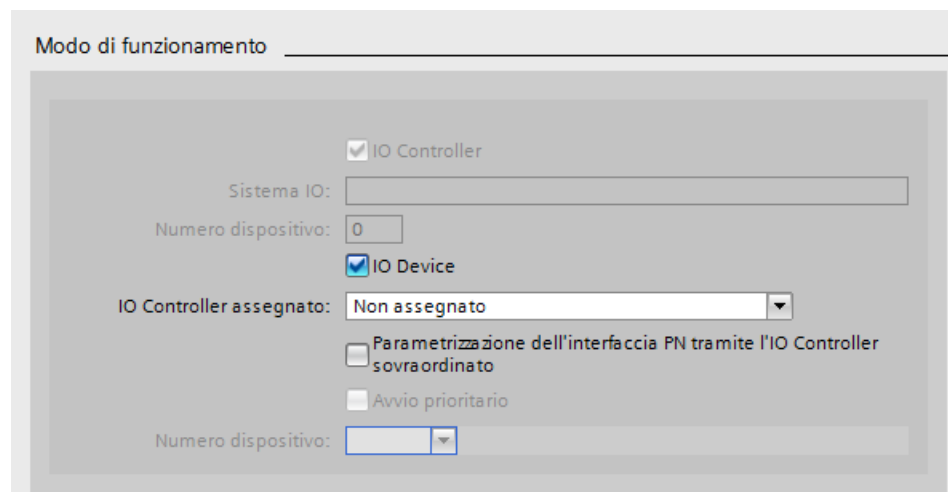 Modo di funzionamento
IO Controller
Sistema IO:
Numero dispositivo: 0
IO Device
IO Controller assegnato: Non assegnato
Parametrizzazione dell'interfaccia PN tramite l'IO Controller
sovraordinato
Avvio prioritario
Numero dispositivo: